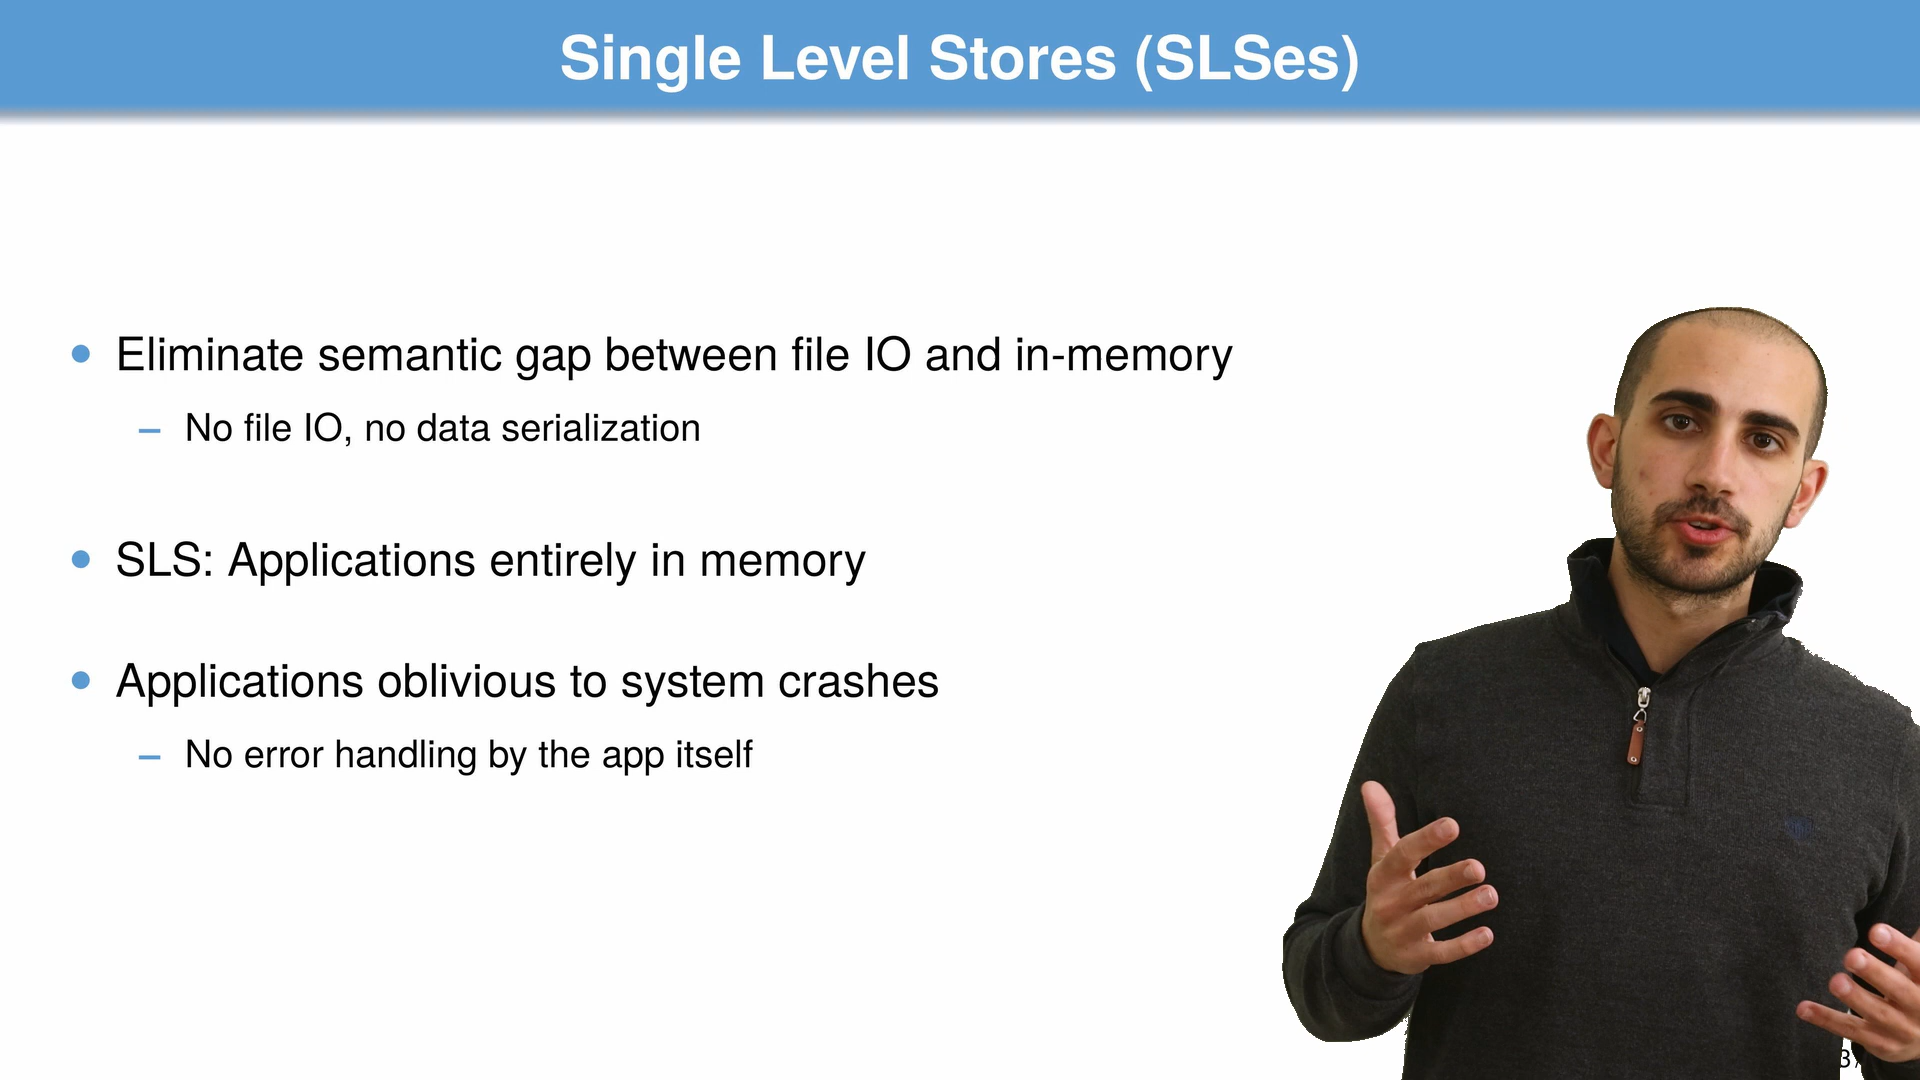 Single Level Stores (SLSes)
Eliminate semantic gap between file IO and in-memory
– No file IO, no data serialization
SLS: Applications entirely in memory
Applications oblivious to system crashes
– No error handling by the app itself